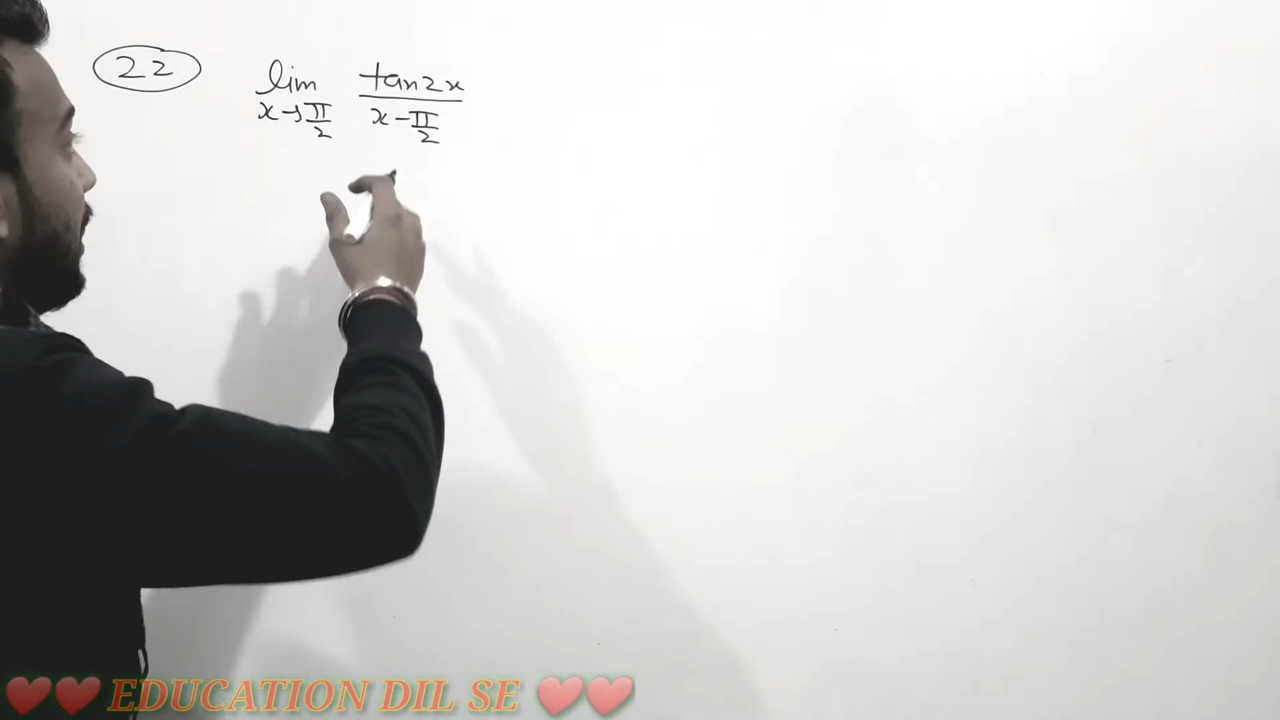 22
lim tan2x
x→π/2 x-π/2
❤❤ EDUCATION DIL SE ❤❤